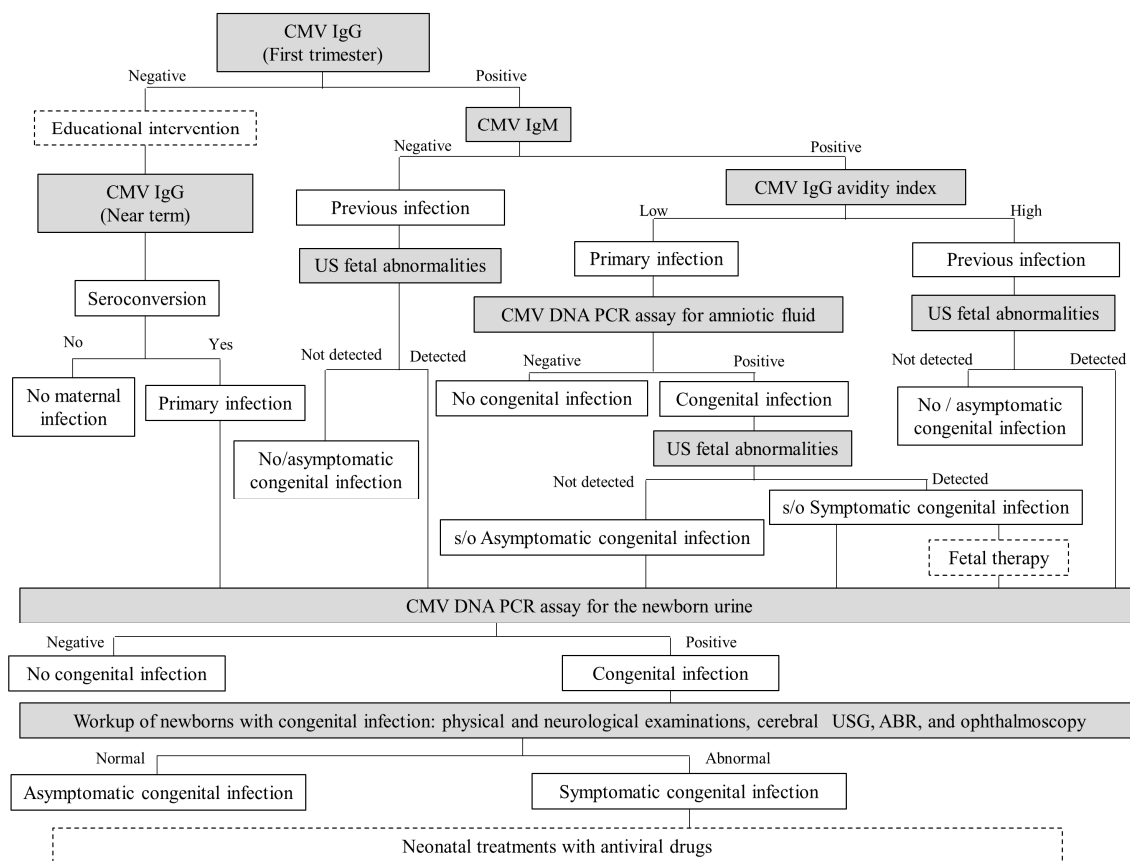 CMV IgG
(First trimester)
Negative
Positive
Educational intervention
CMV IgM
Negative
Positive
CMV IgG
(Near term)
Previous infection
CMV IgG avidity index
Low
High
US fetal abnormalities
Primary infection
Previous infection
Seroconversion
CMV DNA PCR assay for amniotic fluid
US fetal abnormalities
No
Yes
Not detected
Detected
Negative
Positive
Not detected
Detected
No maternal
infection
Primary infection
No congenital infection
Congenital infection
No / asymptomatic
congenital infection
US fetal abnormalities
No/asymptomatic
congenital infection
Not detected
Detected
s/o Symptomatic congenital infection
s/o Asymptomatic congenital infection
Fetal therapy
CMV DNA PCR assay for the newborn urine
Negative
Positive
No congenital infection
Congenital infection
Workup of newborns with congenital infection: physical and neurological examinations, cerebral USG, ABR, and ophthalmoscopy
Normal
Abnormal
Asymptomatic congenital infection
Symptomatic congenital infection
Neonatal treatments with antiviral drugs